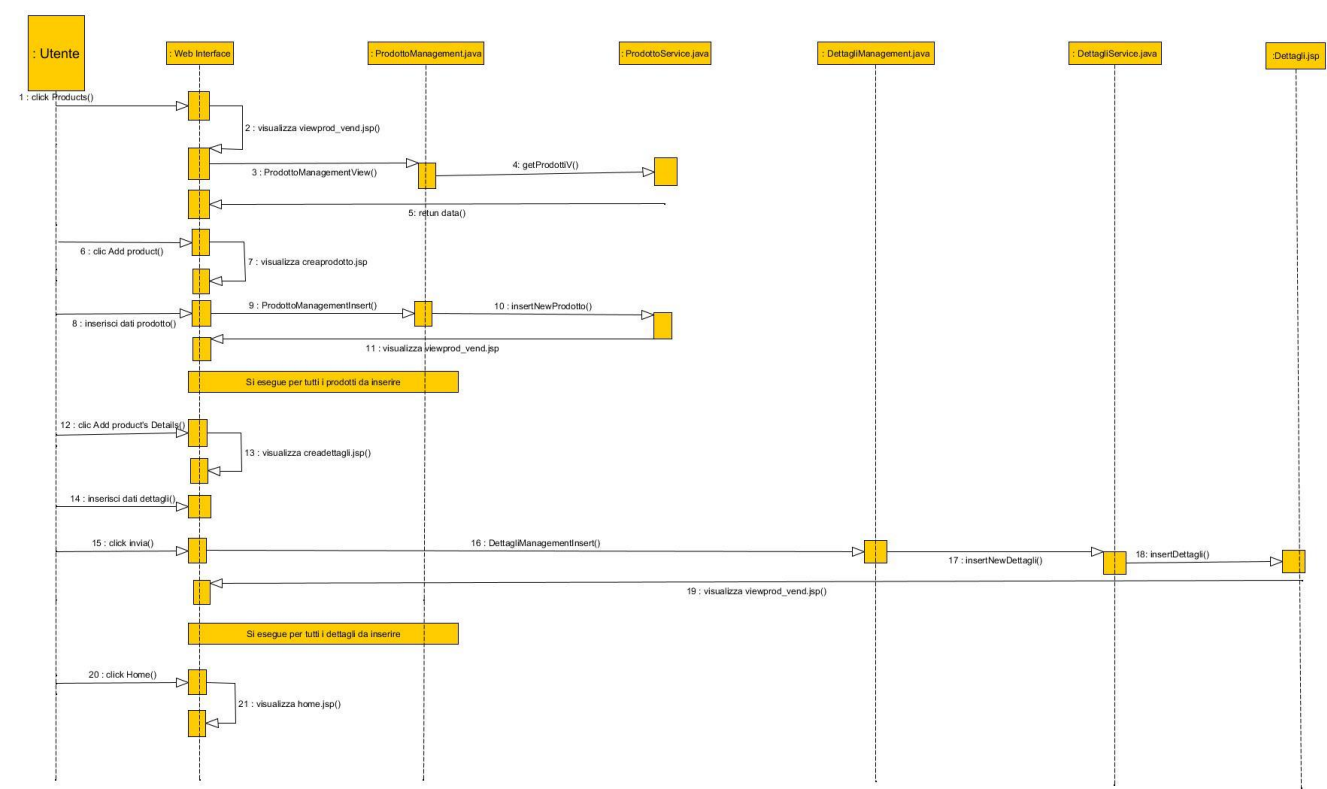 : Utente
: Web Interface
: ProdottoManagement.java
: ProdottoService.java
: DettagliManagement.java
: DettagliService.java
:Dettagli.jsp
1 : click Products()
2 : visualizza viewprod_vend.jsp()
3 : ProdottoManagementView()
4: getProdottiV()
5: retun data()
6 : clic Add product()
7 : visualizza creaprodotto.jsp
8 : inserisci dati prodotto()
9 : ProdottoManagementInsert()
10 : insertNewProdotto()
11 : visualizza viewprod_vend.jsp
Si esegue per tutti i prodotti da inserire
12 : clic Add product's Details()
13 : visualizza creadettagli.jsp()
14 : inserisci dati dettagli()
15 : click invia()
16 : DettagliManagementInsert()
17 : insertNewDettagli()
18: insertDettagli()
19 : visualizza viewprod_vend.jsp()
Si esegue per tutti i dettagli da inserire
20 : click Home()
21 : visualizza home.jsp()